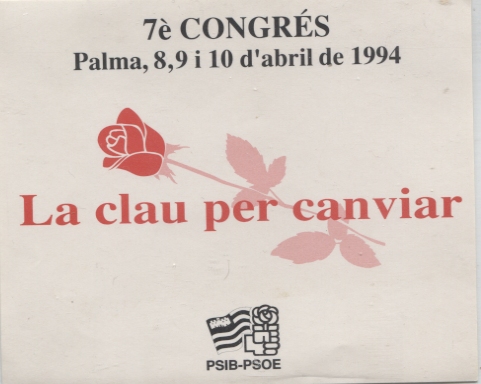 7è CONGRÉS
Palma, 8,9 i 10 d'abril de 1994
La clau per canviar
PSIB-PSOE